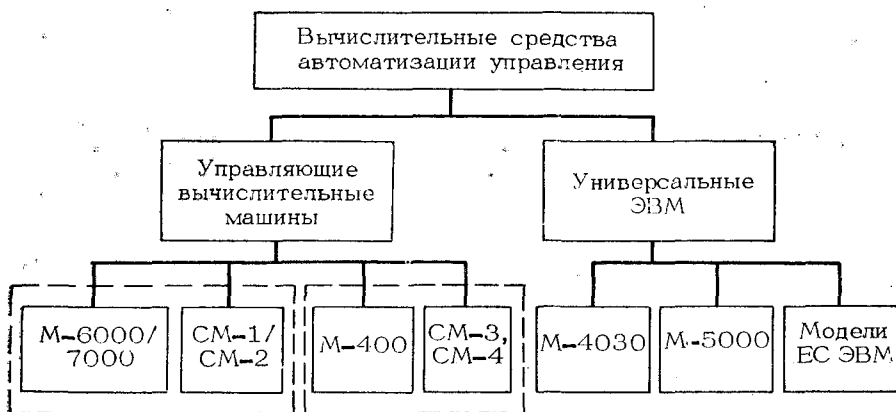 Вычислительные средства
автоматизации управления
Управляющие
вычислительные
машины
Универсальные
ЭВМ
М-6000/
7000
СМ-1/
СМ-2
М-400
СМ-3,
СМ-4
М-4030
М-5000
Модели
ЕС ЭВМ